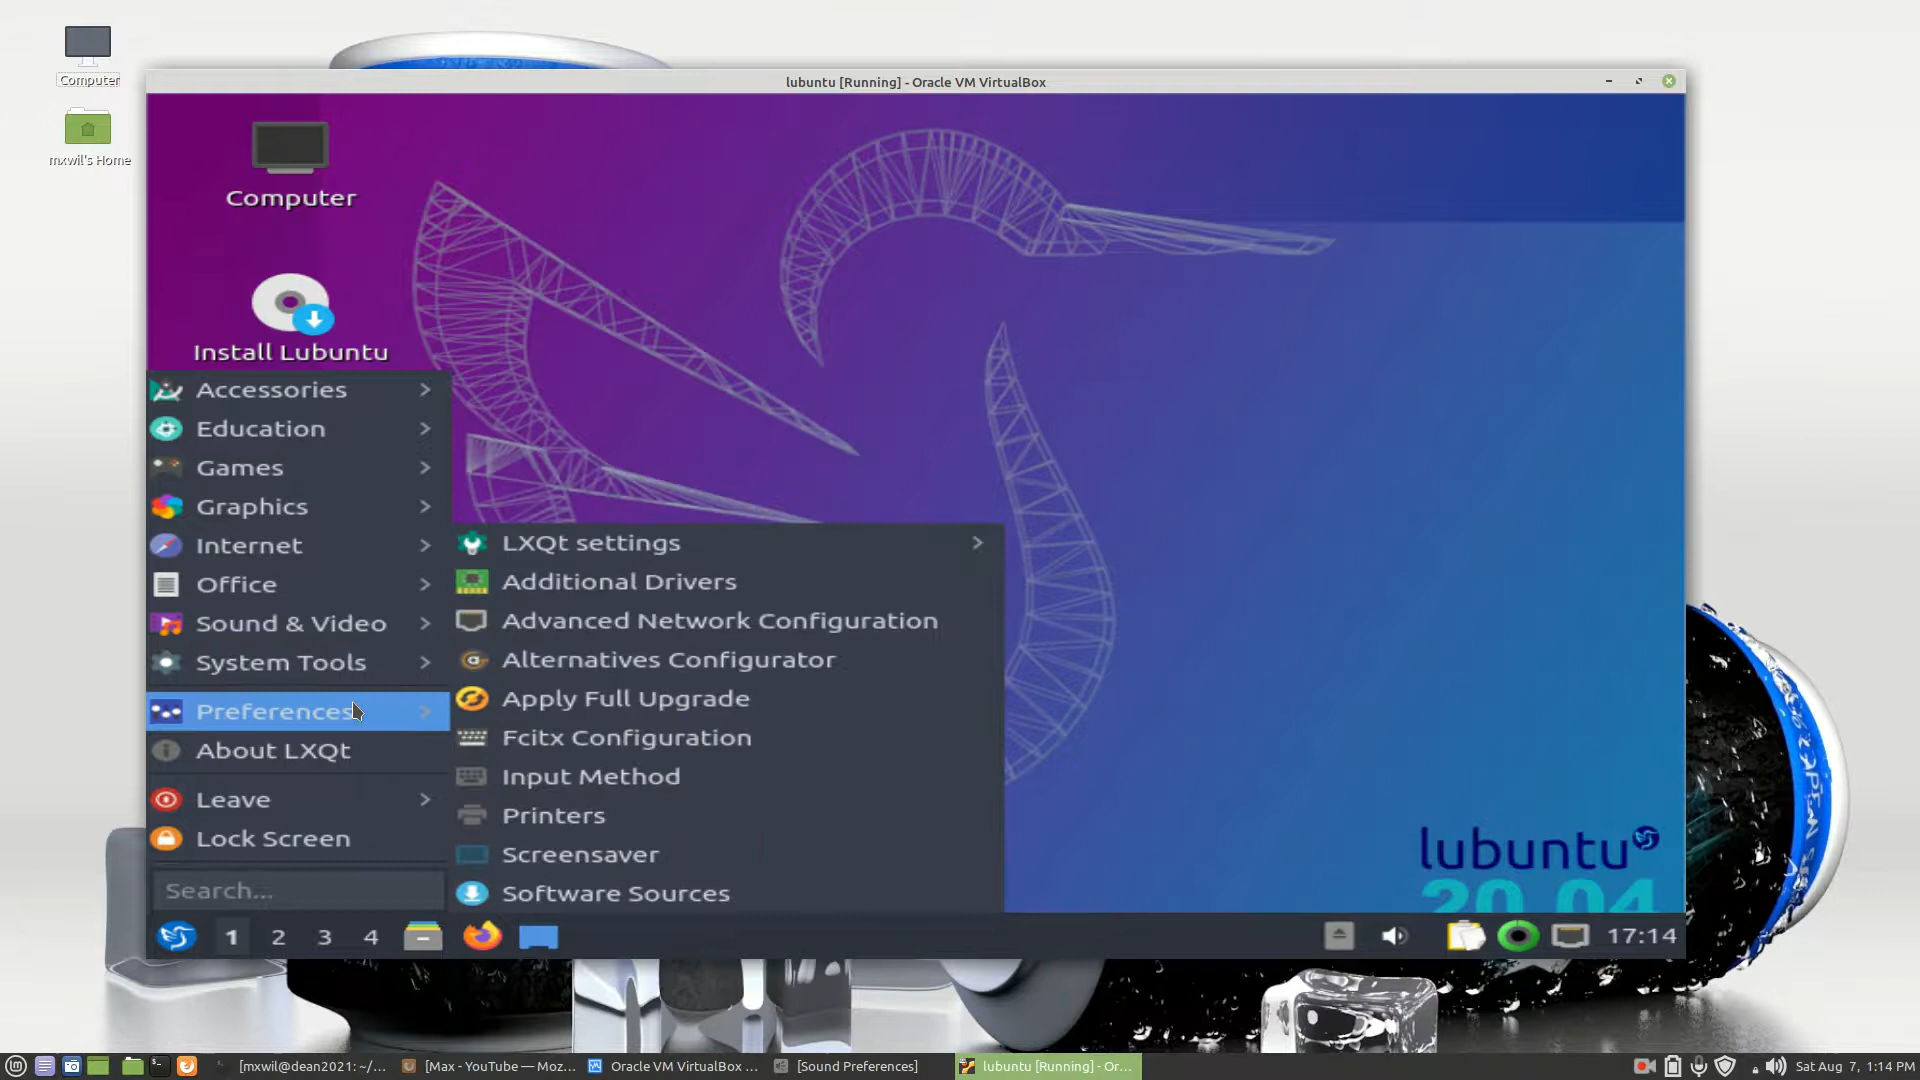 Computer
mxwil's Home
lubuntu [Running] - Oracle VM VirtualBox
Computer
Install Lubuntu
Accessories
Education
Games
Graphics
Internet
Office
Sound & Video
System Tools
Preferences
About LXQt
Leave
Lock Screen
Search...
LXQt settings
Additional Drivers
Advanced Network Configuration
Alternatives Configurator
Apply Full Upgrade
Fcitx Configuration
Input Method
Printers
Screensaver
Software Sources
lubuntu
20.04
1 2 3 4
17:14
[mxwil@dean2021: ~/...
[Max - YouTube — Moz...
Oracle VM VirtualBox ...
[Sound Preferences]
lubuntu [Running] - Or...
Sat Aug 7, 1:14 PM